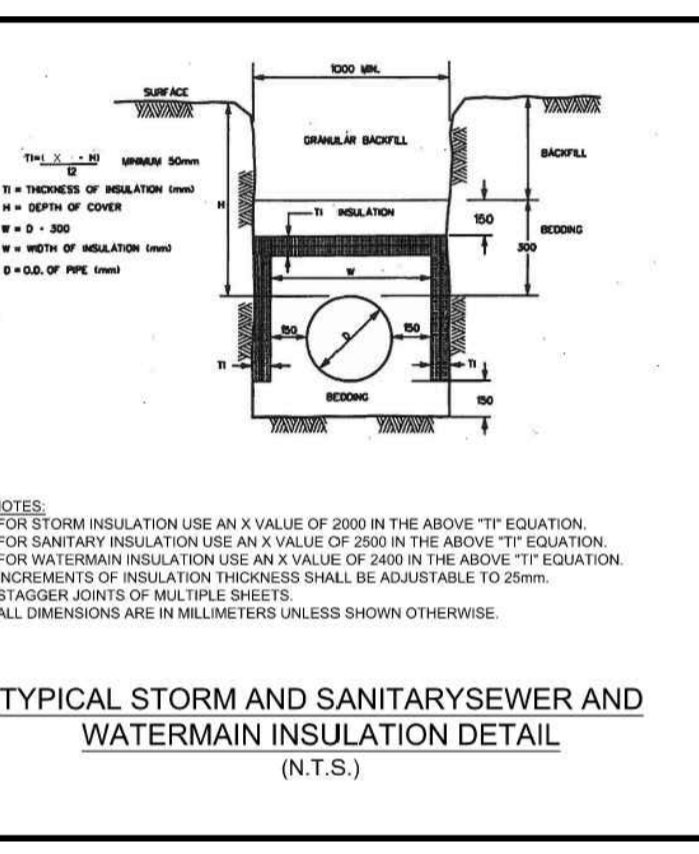 1000 MIN.
SURFACE
GRANULAR BACKFILL
BACKFILL
TI=( X - H)
12
MINIMUM 50mm
TI = THICKNESS OF INSULATION (mm)
H = DEPTH OF COVER
W = D + 300
W = WIDTH OF INSULATION (mm)
D = O.D. OF PIPE (mm)
H
TI INSULATION
150
BEDDING
300
W
150
D
150
TI
TI
BEDDING
150
NOTES:
FOR STORM INSULATION USE AN X VALUE OF 2000 IN THE ABOVE "TI" EQUATION.
FOR SANITARY INSULATION USE AN X VALUE OF 2500 IN THE ABOVE "TI" EQUATION.
FOR WATERMAIN INSULATION USE AN X VALUE OF 2400 IN THE ABOVE "TI" EQUATION.
INCREMENTS OF INSULATION THICKNESS SHALL BE ADJUSTABLE TO 25mm.
STAGGER JOINTS OF MULTIPLE SHEETS.
ALL DIMENSIONS ARE IN MILLIMETERS UNLESS SHOWN OTHERWISE.
TYPICAL STORM AND SANITARYSEWER AND
WATERMAIN INSULATION DETAIL
(N.T.S.)